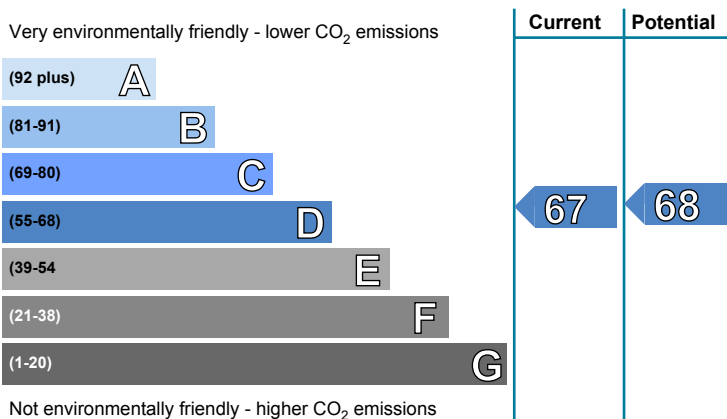 Very environmentally friendly - lower CO2 emissions
Current
Potential
(92 plus) A
(81-91) B
(69-80) C
(55-68) D
67
68
(39-54 E
(21-38) F
(1-20) G
Not environmentally friendly - higher CO2 emissions